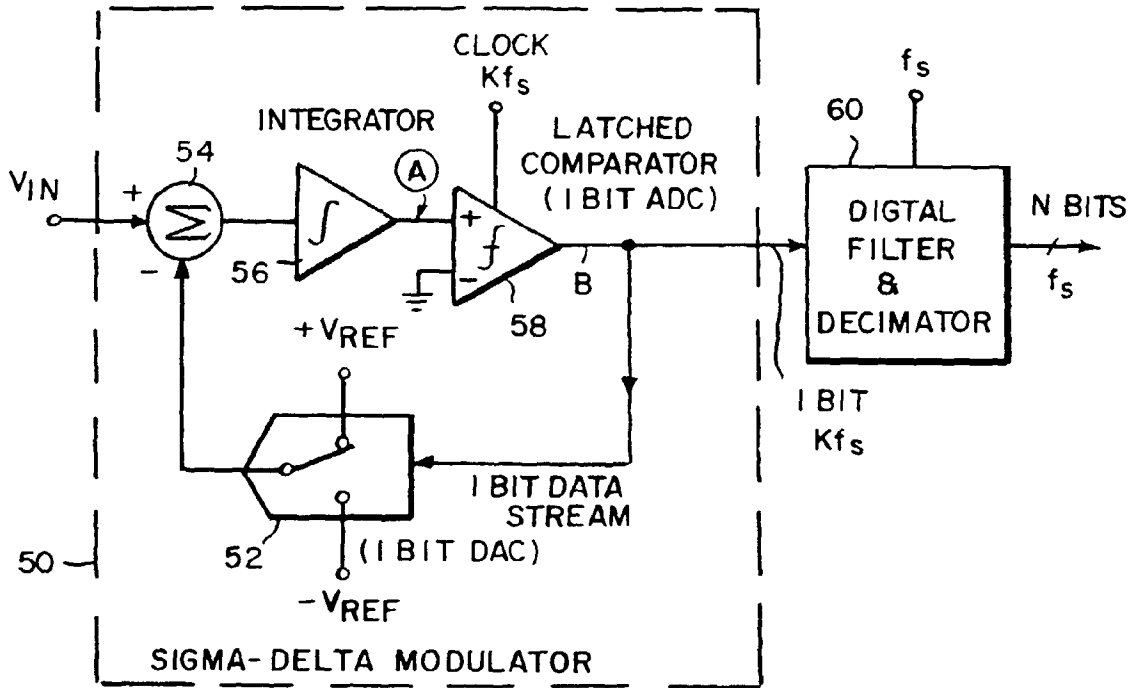 CLOCK
Kfs
fs
INTEGRATOR
LATCHED
COMPARATOR
(1 BIT ADC)
60
54
VIN
+
Σ
-
∫
56
A
+
-
58
B
DIGTAL
FILTER
&
DECIMATOR
N BITS
fs
+VREF
1 BIT
Kfs
1 BIT DATA
STREAM
52
(1 BIT DAC)
-VREF
50
SIGMA-DELTA MODULATOR